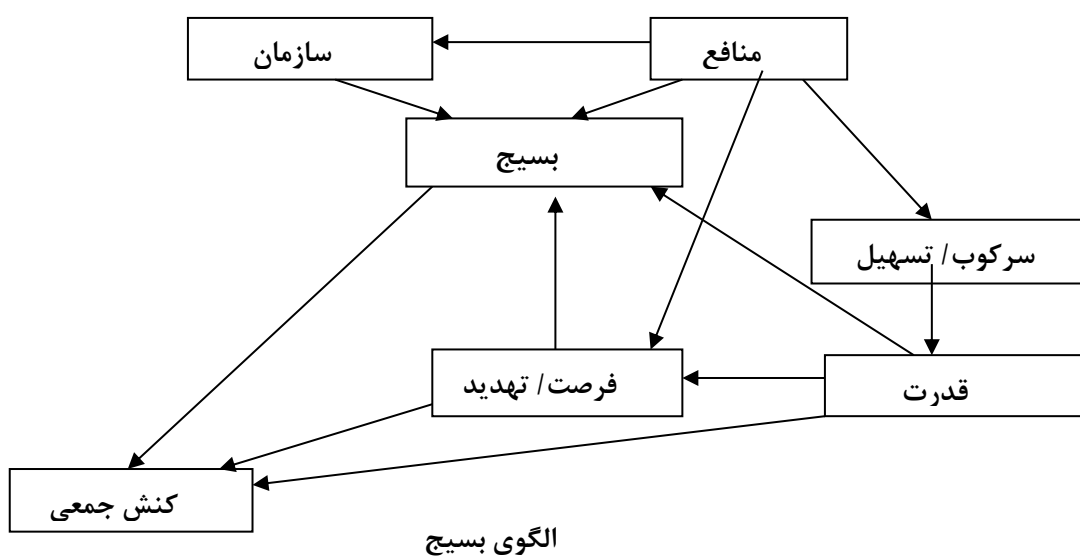 منافع
سازمان
بسیج
سرکوب/ تسهیل
فرصت/ تهدید
قدرت
کنش جمعی
الگوی بسیج